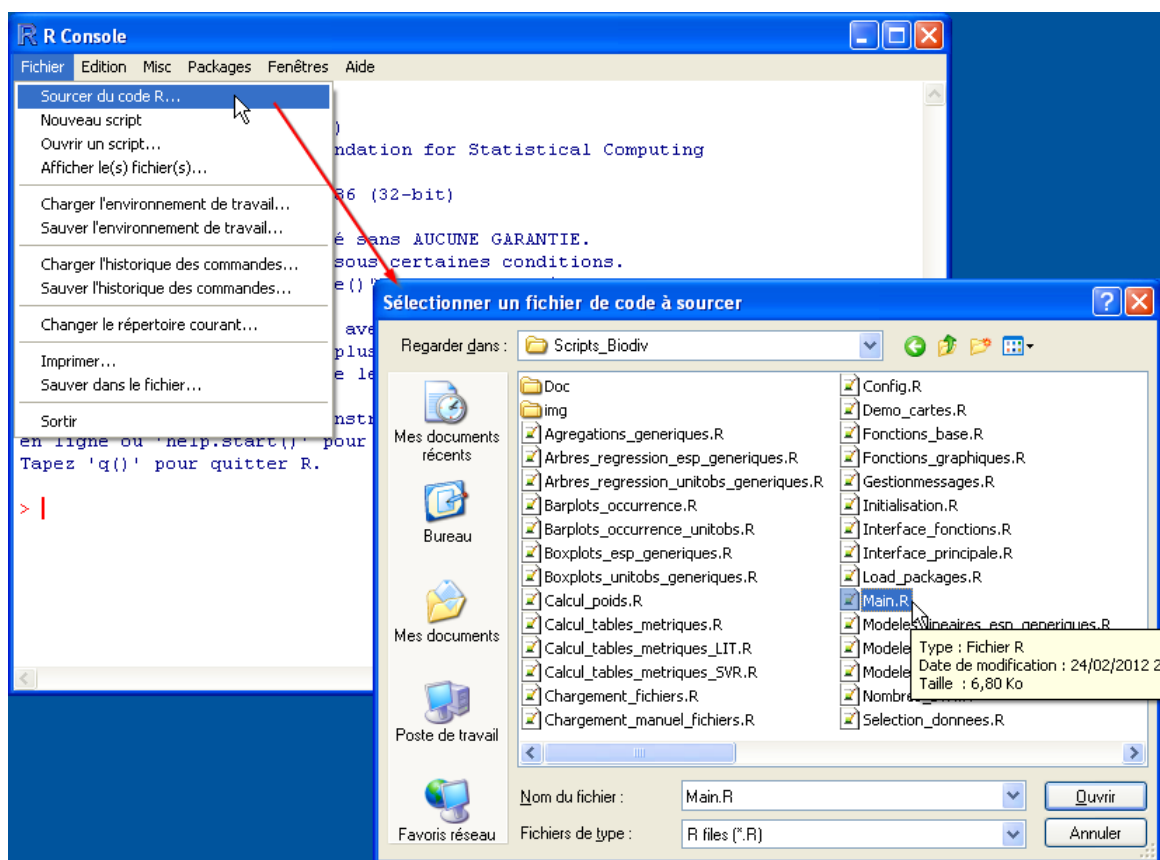 R Console
Fichier Edition Misc Packages Fenêtres Aide
Sourcer du code R...
Nouveau script
Ouvrir un script...
Afficher le(s) fichier(s)...
Charger l'environnement de travail...
Sauver l'environnement de travail...
Charger l'historique des commandes...
Sauver l'historique des commandes...
Changer le répertoire courant...
Imprimer...
Sauver dans le fichier...
Sortir
)
ndation for Statistical Computing
86 (32-bit)
é sans AUCUNE GARANTIE.
sous certaines conditions.
e()'
ave
plus
e le
nstr
en ligne ou 'help.start()' pour
Tapez 'q()' pour quitter R.
>
Sélectionner un fichier de code à sourcer
Regarder dans : Scripts_Biodiv
Mes documents récents
Bureau
Mes documents
Poste de travail
Favoris réseau
Doc
img
Agregations_generiques.R
Arbres_regression_esp_generiques.R
Arbres_regression_unitobs_generiques.R
Barplots_occurrence.R
Barplots_occurrence_unitobs.R
Boxplots_esp_generiques.R
Boxplots_unitobs_generiques.R
Calcul_poids.R
Calcul_tables_metriques.R
Calcul_tables_metriques_LIT.R
Calcul_tables_metriques_SVR.R
Chargement_fichiers.R
Chargement_manuel_fichiers.R
Config.R
Demo_cartes.R
Fonctions_base.R
Fonctions_graphiques.R
Gestionmessages.R
Initialisation.R
Interface_fonctions.R
Interface_principale.R
Load_packages.R
Main.R
Modeles_lineaires_esp_generiques.R
Modele
Modele
Nombre
Selection_donnees.R
Type : Fichier R
Date de modification : 24/02/2012 2
Taille : 6,80 Ko
Nom du fichier : Main.R
Ouvrir
Fichiers de type : R files (*.R)
Annuler